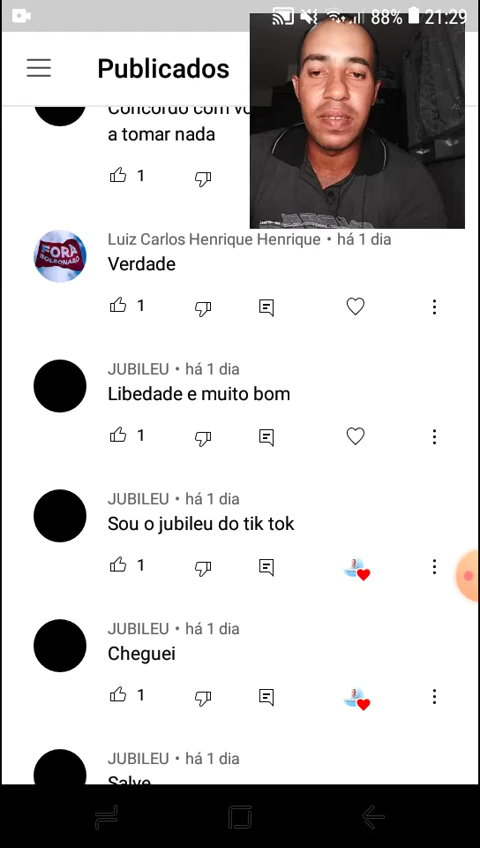 88% 21:29
Publicados
Concordo com vo
a tomar nada
1
Luiz Carlos Henrique Henrique • há 1 dia
FORA
BOLSONARO
Verdade
1
JUBILEU • há 1 dia
Libedade e muito bom
1
JUBILEU • há 1 dia
Sou o jubileu do tik tok
1
JUBILEU • há 1 dia
Cheguei
1
JUBILEU • há 1 dia
Salve